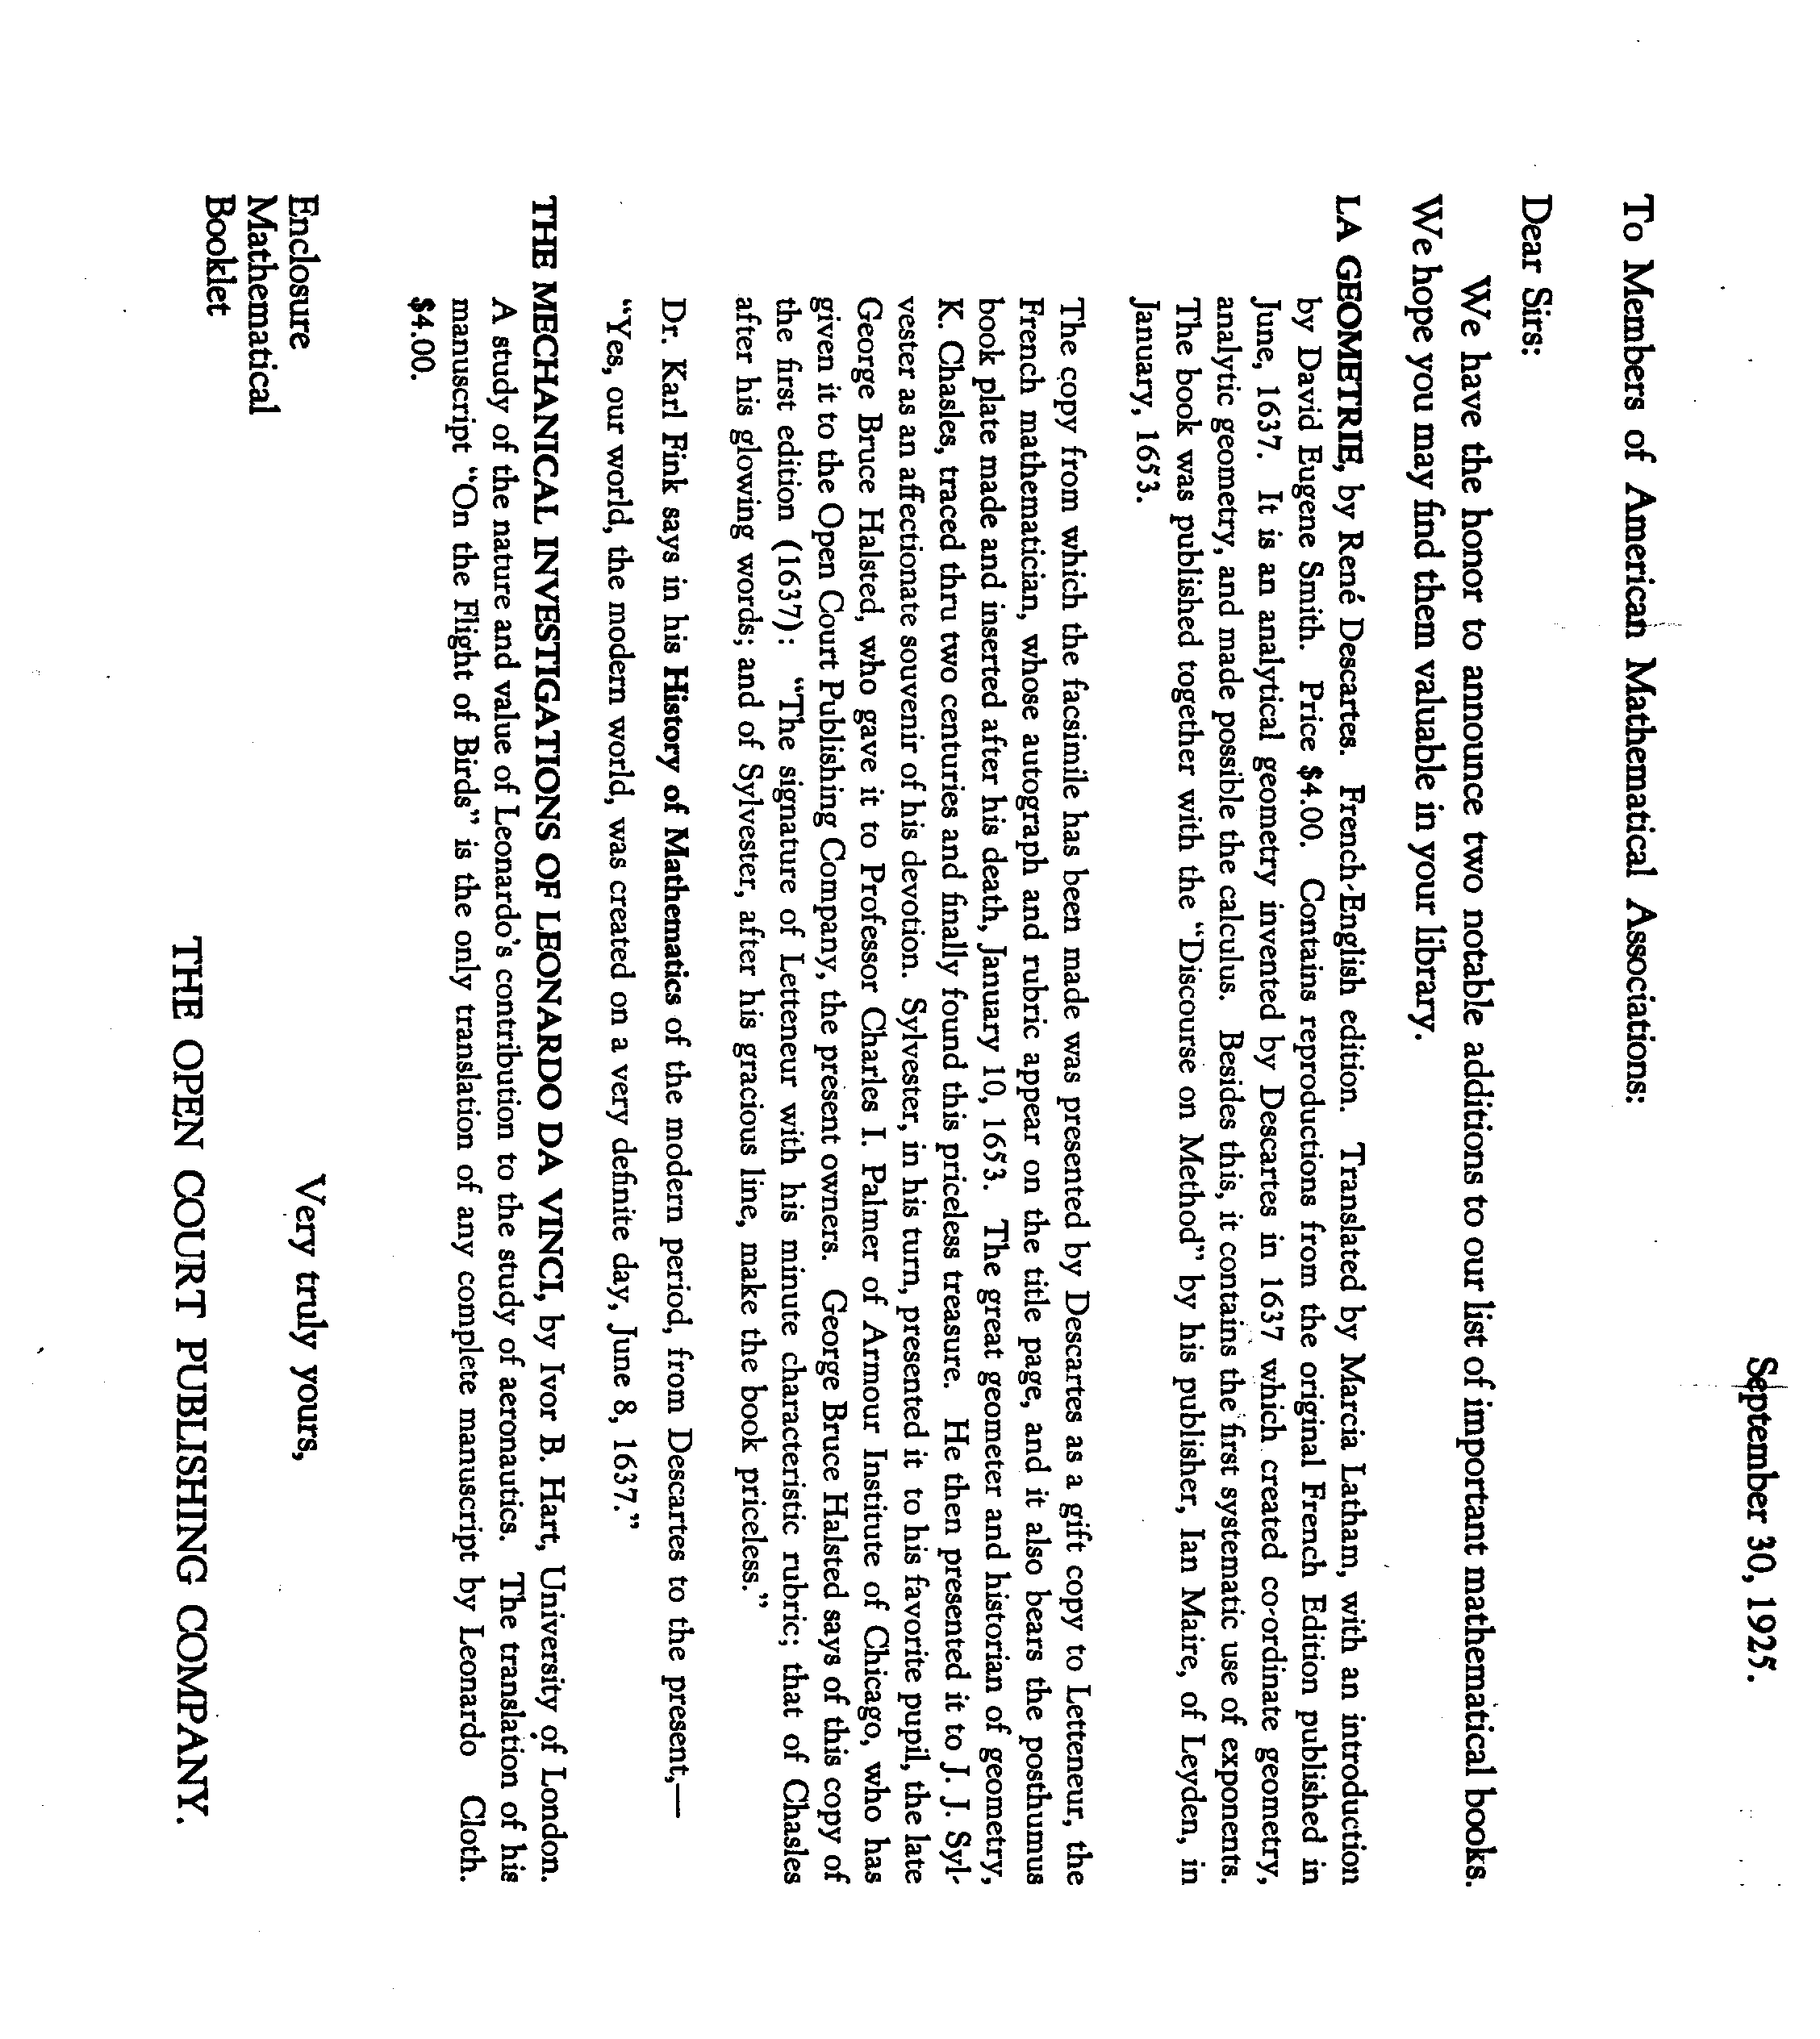 September 30, 1925.
To Members of American Mathematical Associations:
Dear Sirs:
We have the honor to announce two notable additions to our list of important mathematical books.
We hope you may find them valuable in your library.
LA GEOMETRIE, by René Descartes. French-English edition. Translated by Marcia Latham, with an introduction
by David Eugene Smith. Price $4.00. Contains reproductions from the original French Edition published in
June, 1637. It is an analytical geometry invented by Descartes in 1637 which created co-ordinate geometry,
analytic geometry, and made possible the calculus. Besides this, it contains the first systematic use of exponents.
The book was published together with the "Discourse on Method" by his publisher, Ian Maire, of Leyden, in
January, 1653.
The copy from which the facsimile has been made was presented by Descartes as a gift copy to Letteneur, the
French mathematician, whose autograph and rubric appear on the title page, and it also bears the posthumus
book plate made and inserted after his death, January 10, 1653. The great geometer and historian of geometry,
K. Chasles, traced thru two centuries and finally found this priceless treasure. He then presented it to J. J. Syl-
vester as an affectionate souvenir of his devotion. Sylvester, in his turn, presented it to his favorite pupil, the late
George Bruce Halsted, who gave it to Professor Charles I. Palmer of Armour Institute of Chicago, who has
given it to the Open Court Publishing Company, the present owners. George Bruce Halsted says of this copy of
the first edition (1637): "The signature of Letteneur with his minute characteristic rubric; that of Chasles
after his glowing words; and of Sylvester, after his gracious line, make the book priceless."
Dr. Karl Fink says in his History of Mathematics of the modern period, from Descartes to the present,—
"Yes, our world, the modern world, was created on a very definite day, June 8, 1637."
THE MECHANICAL INVESTIGATIONS OF LEONARDO DA VINCI, by Ivor B. Hart, University of London.
A study of the nature and value of Leonardo's contribution to the study of aeronautics. The translation of his
manuscript "On the Flight of Birds" is the only translation of any complete manuscript by Leonardo Cloth.
$4.00.
Very truly yours,
Enclosure
Mathematical
Booklet
THE OPEN COURT PUBLISHING COMPANY.